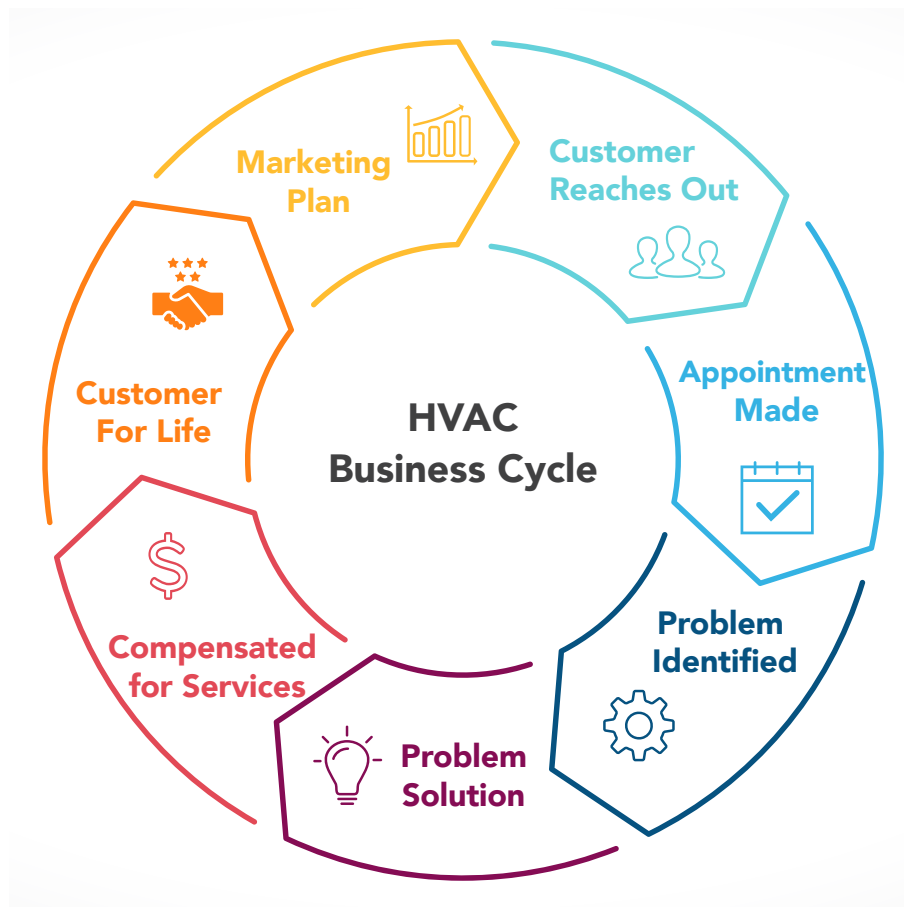 Marketing
Plan
Customer
Reaches Out
Appointment
Made
Problem
Identified
Problem
Solution
Compensated
for Services
$
Customer
For Life
HVAC
Business Cycle